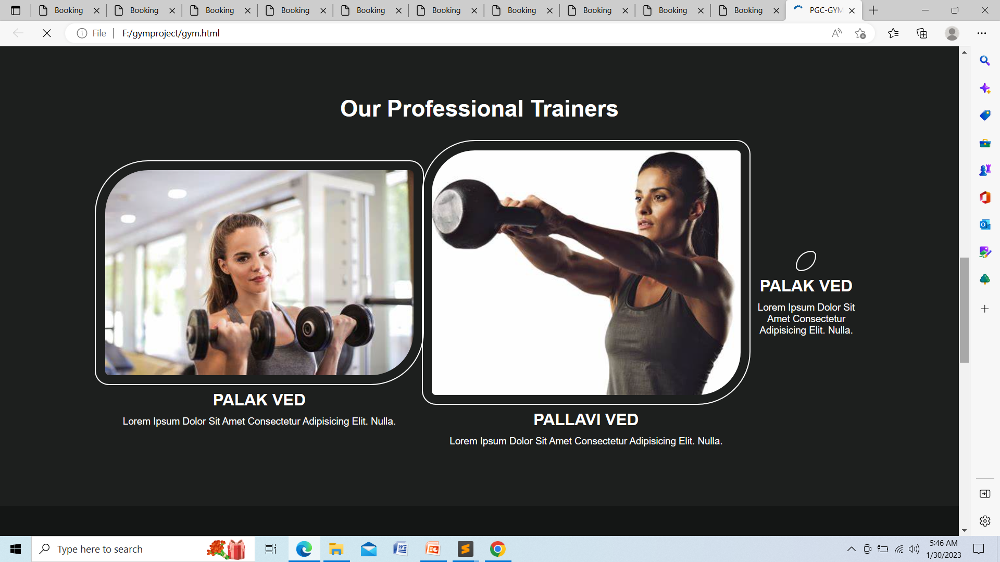 Booking
Booking
Booking
Booking
Booking
Booking
Booking
Booking
Booking
Booking
PGC-GYM
File
F:/gymproject/gym.html
Our Professional Trainers
PALAK VED
Lorem Ipsum Dolor Sit Amet Consectetur Adipisicing Elit. Nulla.
PALLAVI VED
Lorem Ipsum Dolor Sit Amet Consectetur Adipisicing Elit. Nulla.
PALAK VED
Lorem Ipsum Dolor Sit
Amet Consectetur
Adipisicing Elit. Nulla.
Type here to search
5:46 AM
1/30/2023